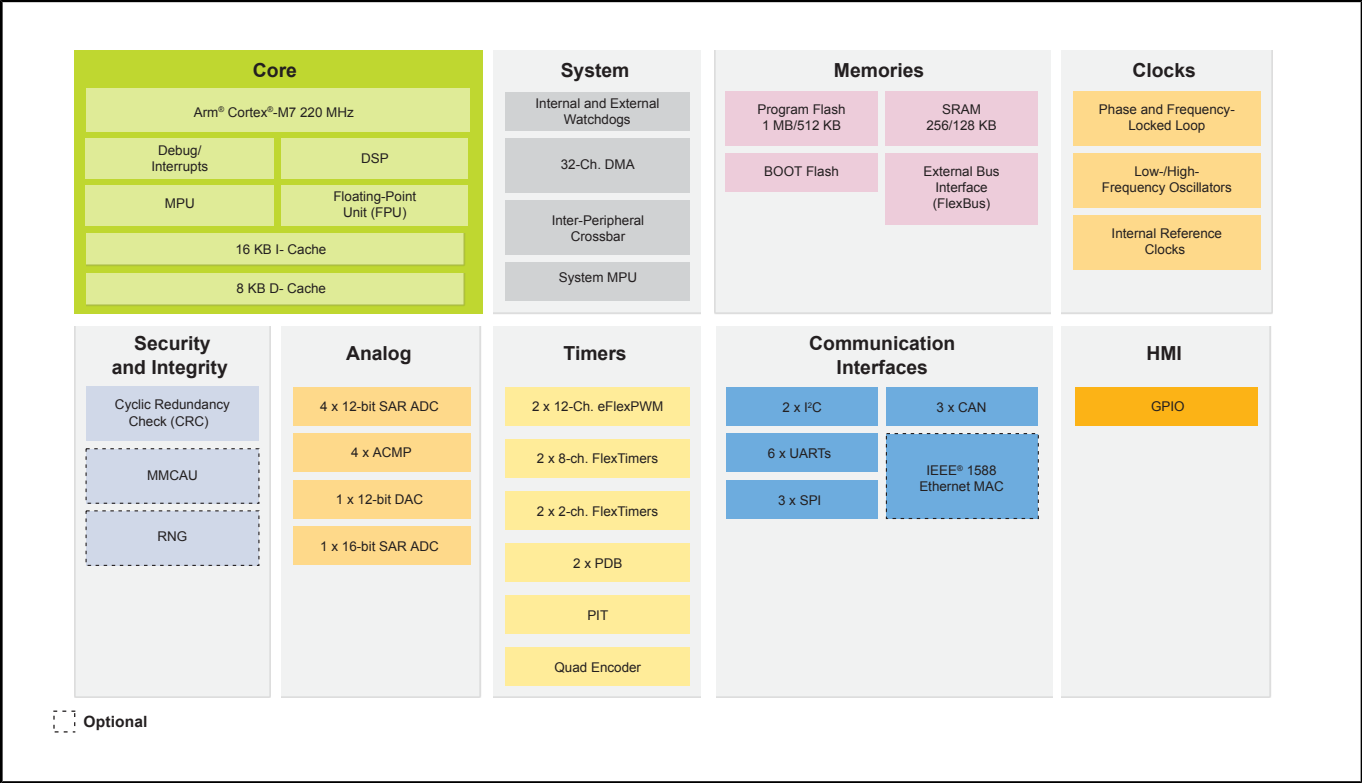 Core
Arm® Cortex®-M7 220 MHz
Debug/
Interrupts
DSP
MPU
Floating-Point
Unit (FPU)
16 KB I- Cache
8 KB D- Cache
System
Internal and External
Watchdogs
32-Ch. DMA
Inter-Peripheral
Crossbar
System MPU
Memories
Program Flash
1 MB/512 KB
SRAM
256/128 KB
BOOT Flash
External Bus
Interface
(FlexBus)
Clocks
Phase and Frequency-
Locked Loop
Low-/High-
Frequency Oscillators
Internal Reference
Clocks
Security
and Integrity
Cyclic Redundancy
Check (CRC)
MMCAU
RNG
Analog
4 x 12-bit SAR ADC
4 x ACMP
1 x 12-bit DAC
1 x 16-bit SAR ADC
Timers
2 x 12-Ch. eFlexPWM
2 x 8-ch. FlexTimers
2 x 2-ch. FlexTimers
2 x PDB
PIT
Quad Encoder
Communication
Interfaces
2 x I²C
3 x CAN
6 x UARTs
IEEE® 1588
Ethernet MAC
3 x SPI
HMI
GPIO
Optional